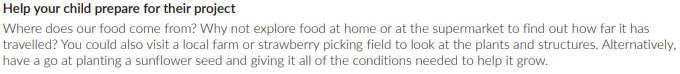 Help your child prepare for their project
Where does our food come from? Why not explore food at home or at the supermarket to find out how far it has
travelled? You could also visit a local farm or strawberry picking field to look at the plants and structures. Alternatively,
have a go at planting a sunflower seed and giving it all of the conditions needed to help it grow.